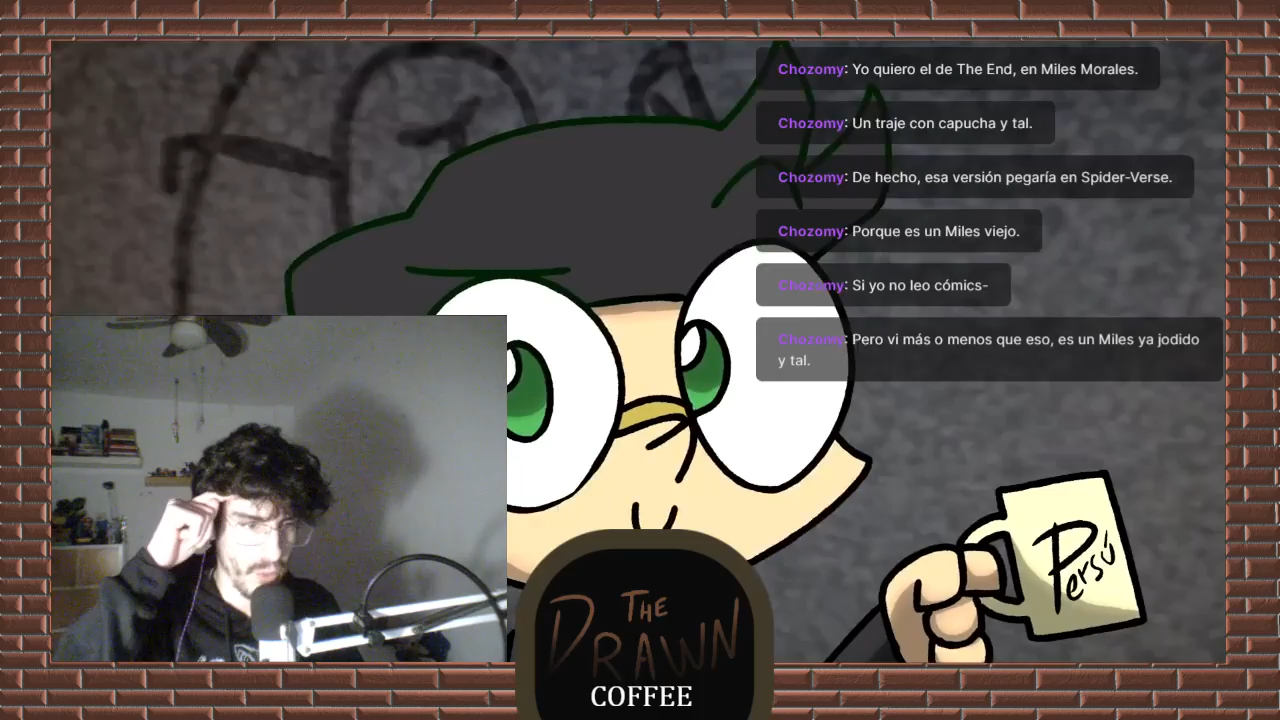 Chozomy: Yo quiero el de The End, en Miles Morales.
Chozomy: Un traje con capucha y tal.
Chozomy: De hecho, esa versión pegaría en Spider-Verse.
Chozomy: Porque es un Miles viejo.
Chozomy: Si yo no leo cómics-
Chozomy: Pero vi más o menos que eso, es un Miles ya jodido
y tal.
Persú
THE
DRAWN
COFFEE